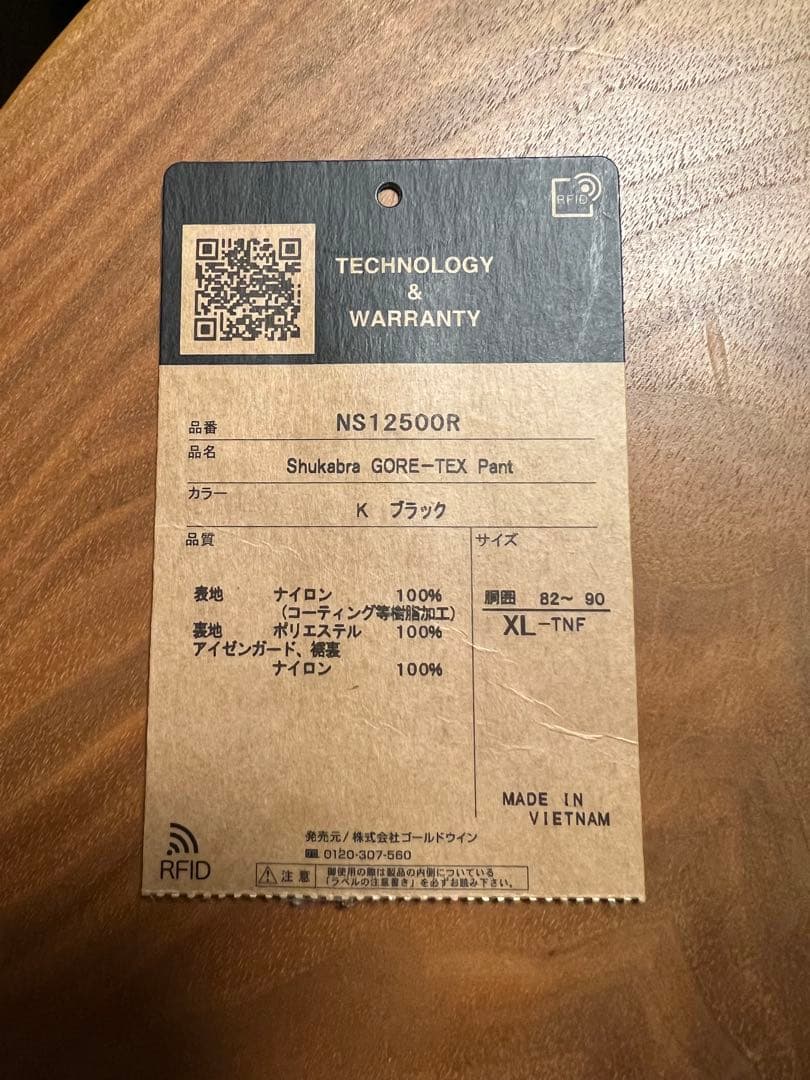 RFID
TECHNOLOGY
&
WARRANTY
品番 NS12500R
品名
Shukabra GORE-TEX Pant
カラー
K ブラック
品質
サイズ
表地 ナイロン 100%
(コーティング等樹脂加工)
裏地 ポリエステル 100%
アイゼンガード、裾裏
ナイロン 100%
胴囲 82~ 90
XL-TNF
MADE IN
VIETNAM
RFID
発売元/株式会社ゴールドウイン
0120-307-560
注意
御使用の際は製品の内側についている
「ラベルの注意書き」を必ずお読み下さい。